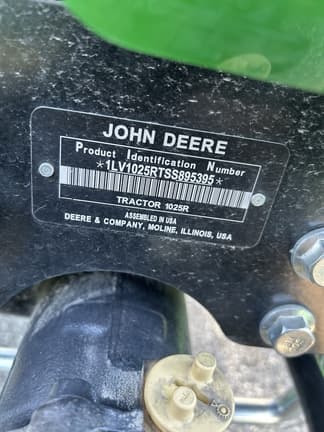 JOHN DEERE
Product Identification Number
*1LV1025RTSS895395*
TRACTOR 1025R
ASSEMBLED IN USA
DEERE & COMPANY, MOLINE, ILLINOIS, USA